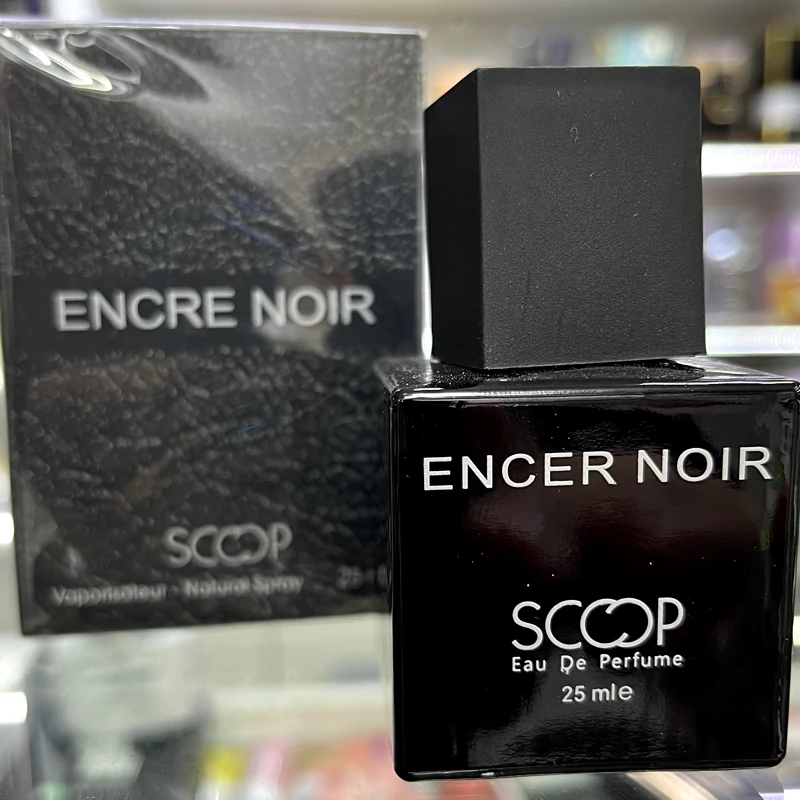 ENCRE NOIR
SCOOP
Vaporisateur - Natural Spray
ENCER NOIR
SCOOP
Eau De Perfume
25 mle